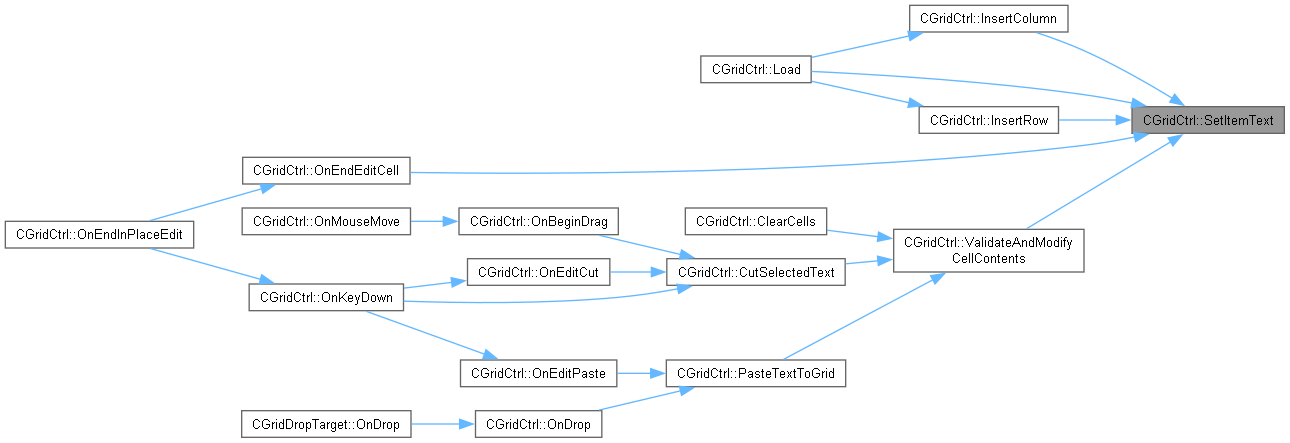 CGridCtrl::InsertColumn
CGridCtrl::Load
CGridCtrl::InsertRow
CGridCtrl::SetItemText
CGridCtrl::OnEndEditCell
CGridCtrl::OnEndInPlaceEdit
CGridCtrl::OnMouseMove
CGridCtrl::OnBeginDrag
CGridCtrl::ClearCells
CGridCtrl::ValidateAndModify
CellContents
CGridCtrl::OnEditCut
CGridCtrl::CutSelectedText
CGridCtrl::OnKeyDown
CGridCtrl::OnEditPaste
CGridCtrl::PasteTextToGrid
CGridDropTarget::OnDrop
CGridCtrl::OnDrop